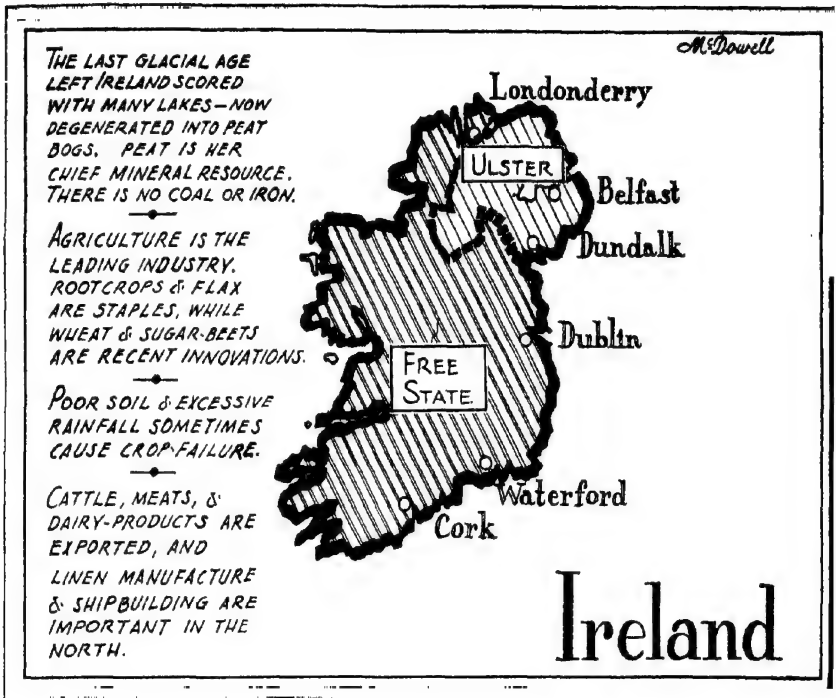 THE LAST GLACIAL AGE
LEFT IRELAND SCORED
WITH MANY LAKES—NOW
DEGENERATED INTO PEAT
BOGS. PEAT IS HER
CHIEF MINERAL RESOURCE.
THERE IS NO COAL OR IRON.
AGRICULTURE IS THE
LEADING INDUSTRY.
ROOTCROPS & FLAX
ARE STAPLES, WHILE
WHEAT & SUGAR-BEETS
ARE RECENT INNOVATIONS.
POOR SOIL & EXCESSIVE
RAINFALL SOMETIMES
CAUSE CROP-FAILURE.
CATTLE, MEATS, &
DAIRY-PRODUCTS ARE
EXPORTED, AND
LINEN MANUFACTURE
& SHIPBUILDING ARE
IMPORTANT IN THE
NORTH.
McDowell
Londonderry
ULSTER
Belfast
Dundalk
Dublin
FREE
STATE
Waterford
Cork
Ireland